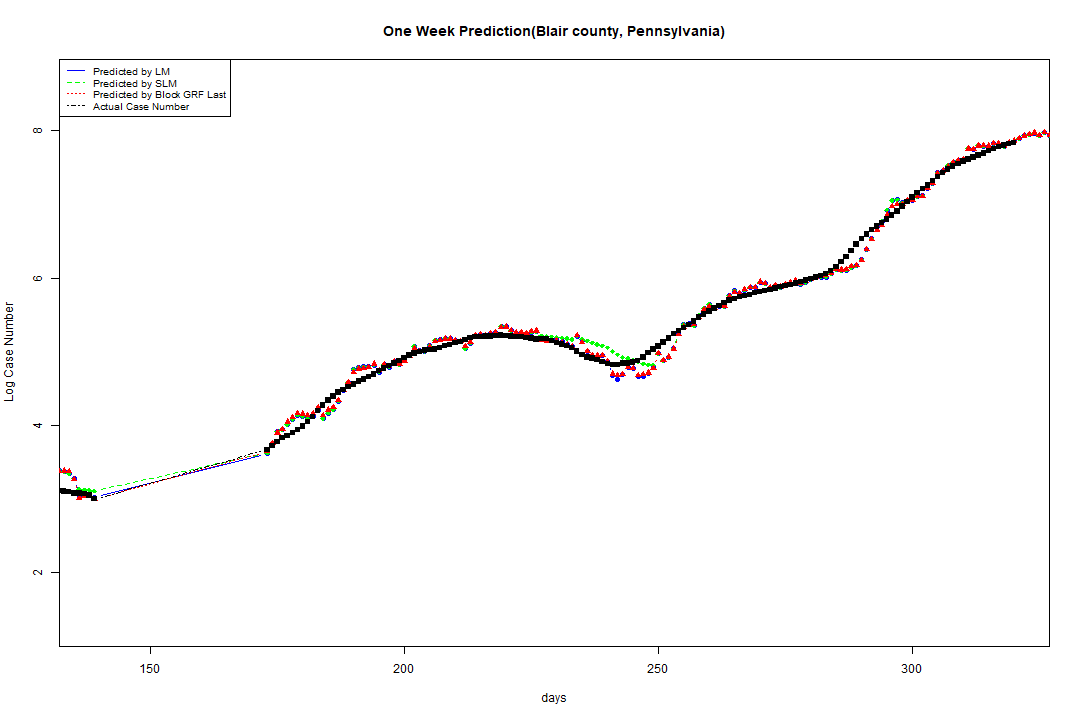 One Week Prediction(Blair county, Pennsylvania)
Predicted by LM
Predicted by SLM
Predicted by Block GRF Last
Actual Case Number
8
6
4
2
Log Case Number
150 200 250 300
days